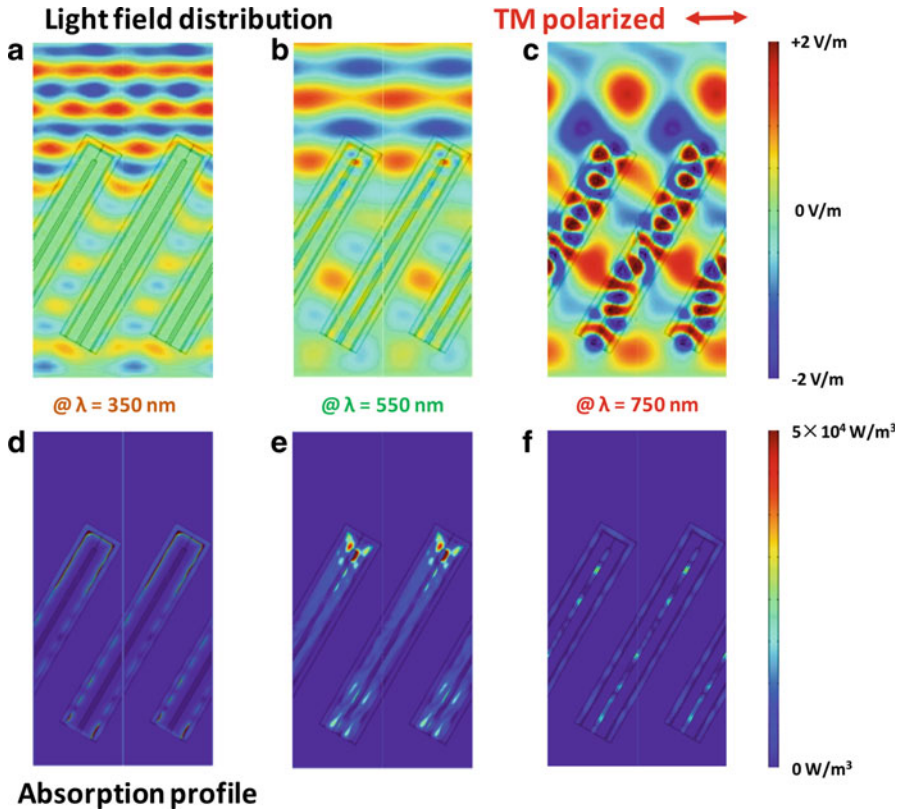 Light field distribution
TM polarized
a
b
c
+2 V/m
0 V/m
-2 V/m
@ λ = 350 nm
@ λ = 550 nm
@ λ = 750 nm
d
e
f
5×10⁴ W/m³
0 W/m³
Absorption profile